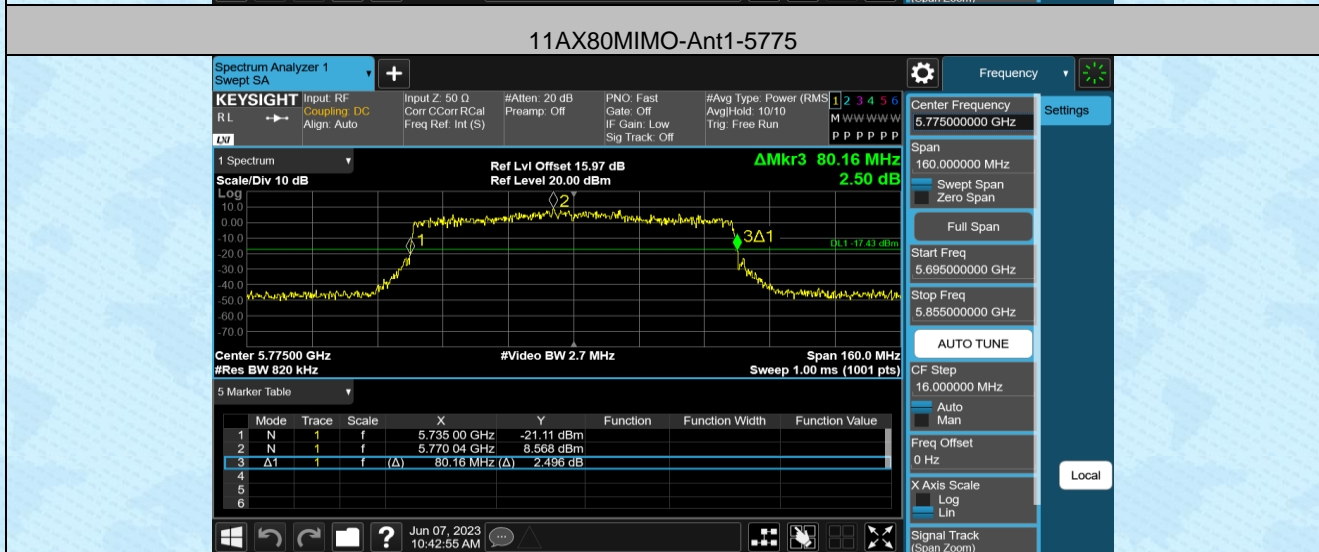 (Span Zoom)
11AX80MIMO-Ant1-5775
Spectrum Analyzer 1
Swept SA
Frequency
KEYSIGHT
RL
LXI
Input: RF
Coupling: DC
Align: Auto
Input Z: 50 Ω
Corr CCorr RCal
Freq Ref: Int (S)
#Atten: 20 dB
Preamp: Off
PNO: Fast
Gate: Off
IF Gain: Low
Sig Track: Off
#Avg Type: Power (RMS
Avg|Hold: 10/10
Trig: Free Run
1 2 3 4 5 6
M W W W W W
P P P P P P
1 Spectrum
Scale/Div 10 dB
Ref Lvl Offset 15.97 dB
Ref Level 20.00 dBm
ΔMkr3 80.16 MHz
2.50 dB
Log
10.0
0.00
-10.0
-20.0
-30.0
-40.0
-50.0
-60.0
-70.0
1
2
3Δ1
DL1 -17.43 dBm
Center 5.77500 GHz
#Res BW 820 kHz
#Video BW 2.7 MHz
Span 160.0 MHz
Sweep 1.00 ms (1001 pts)
5 Marker Table
Mode Trace Scale X Y Function Function Width Function Value
1 N 1 f 5.735 00 GHz -21.11 dBm
2 N 1 f 5.770 04 GHz 8.568 dBm
3 Δ1 1 f (Δ) 80.16 MHz (Δ) 2.496 dB
4
5
6
Jun 07, 2023
10:42:55 AM
Center Frequency
5.775000000 GHz
Settings
Span
160.000000 MHz
Swept Span
Zero Span
Full Span
Start Freq
5.695000000 GHz
Stop Freq
5.855000000 GHz
AUTO TUNE
CF Step
16.000000 MHz
Auto
Man
Freq Offset
0 Hz
Local
X Axis Scale
Log
Lin
Signal Track
(Span Zoom)